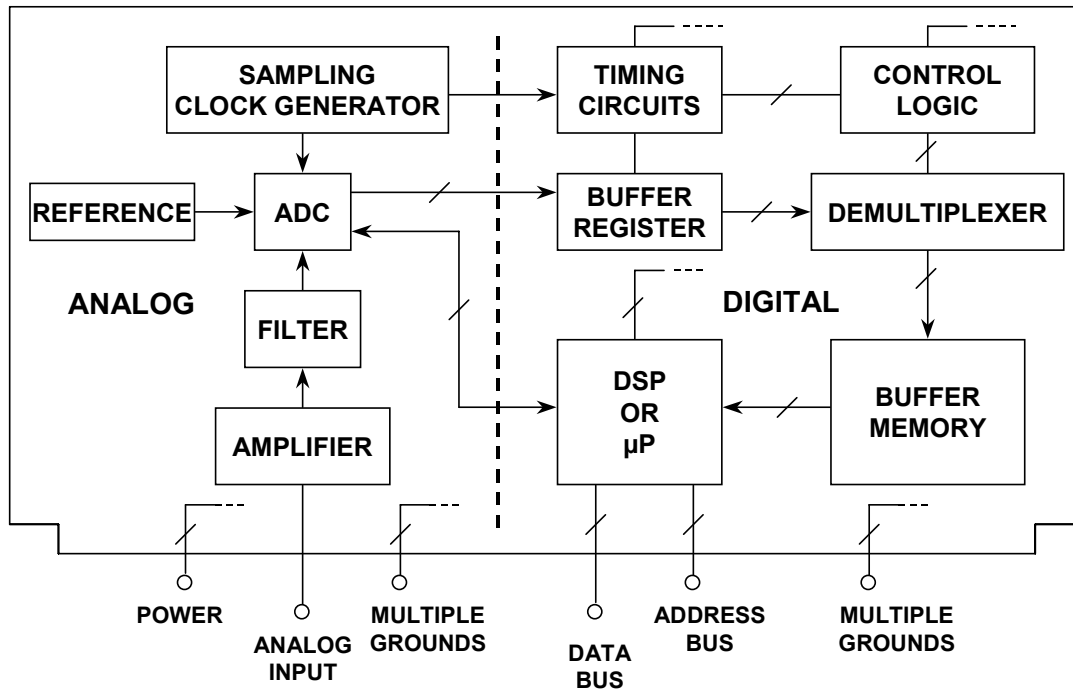 SAMPLING
CLOCK GENERATOR
TIMING
CIRCUITS
CONTROL
LOGIC
REFERENCE
ADC
BUFFER
REGISTER
DEMULTIPLEXER
ANALOG
DIGITAL
FILTER
DSP
OR
µP
BUFFER
MEMORY
AMPLIFIER
POWER
ANALOG
INPUT
MULTIPLE
GROUNDS
DATA
BUS
ADDRESS
BUS
MULTIPLE
GROUNDS